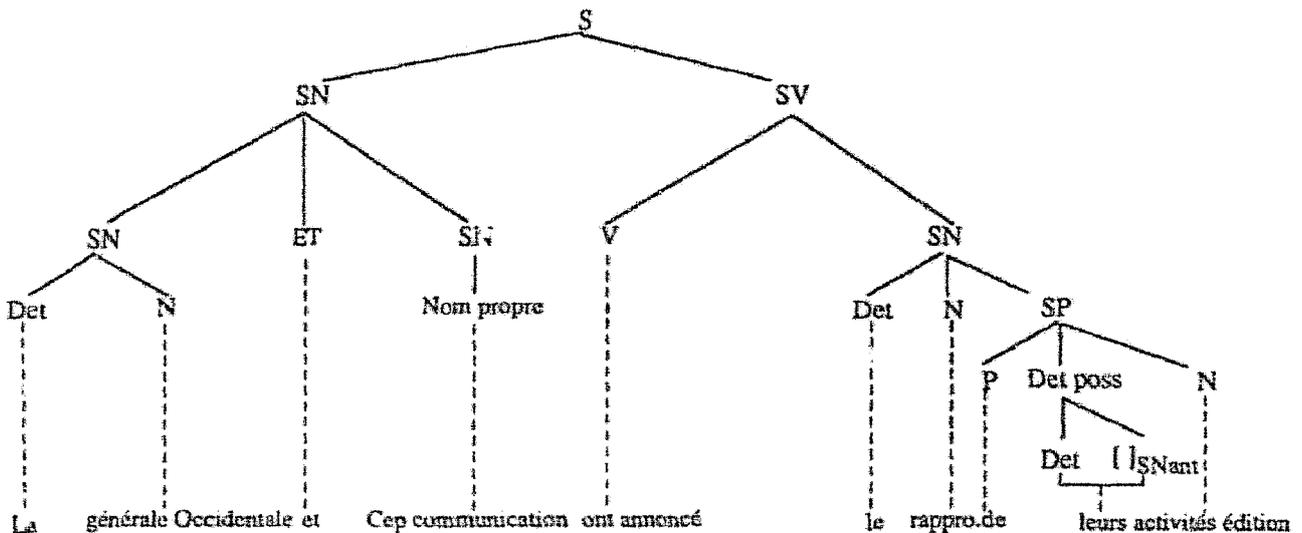 S
SN SV
SN ET SN V SN
Det N Nom propre Det N SP
P Det poss N
Det [ ]SNant
La générale Occidentale et Cep communication ont annoncé le rappro.de leurs activités édition